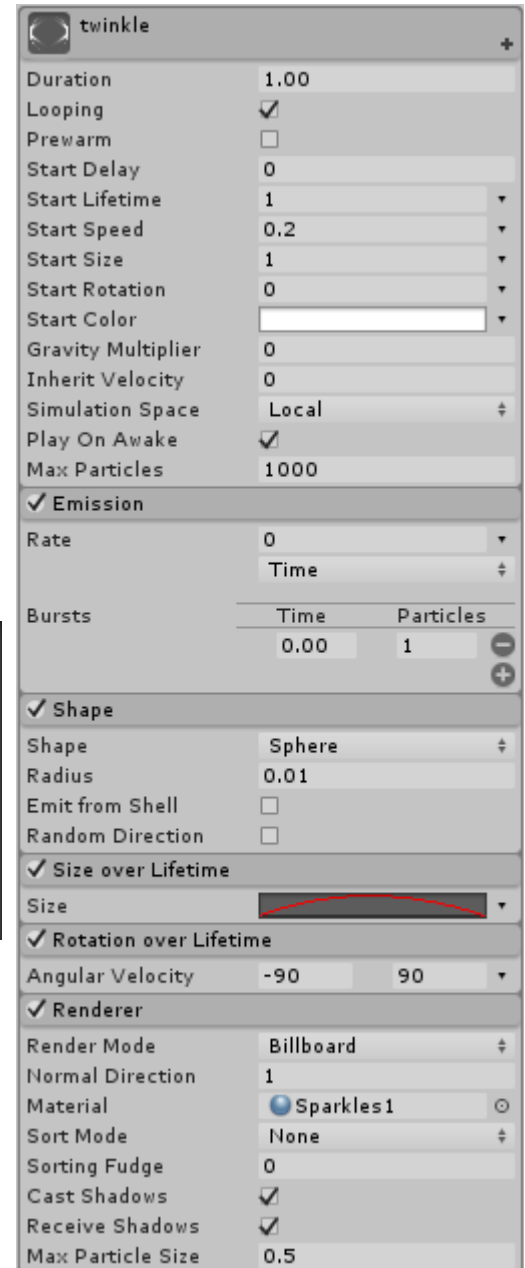 twinkle
Duration 1.00
Looping
Prewarm
Start Delay 0
Start Lifetime 1
Start Speed 0.2
Start Size 1
Start Rotation 0
Start Color
Gravity Multiplier 0
Inherit Velocity 0
Simulation Space Local
Play On Awake
Max Particles 1000
Emission
Rate 0
Time
Bursts Time Particles
0.00 1
Shape
Shape Sphere
Radius 0.01
Emit from Shell
Random Direction
Size over Lifetime
Size
Rotation over Lifetime
Angular Velocity -90 90
Renderer
Render Mode Billboard
Normal Direction 1
Material Sparkles1
Sort Mode None
Sorting Fudge 0
Cast Shadows
Receive Shadows
Max Particle Size 0.5